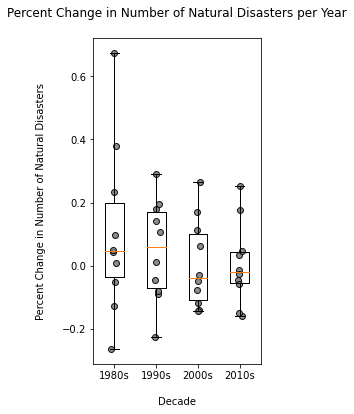 Percent Change in Number of Natural Disasters per Year
Percent Change in Number of Natural Disasters
0.6
0.4
0.2
0.0
−0.2
1980s 1990s 2000s 2010s
Decade